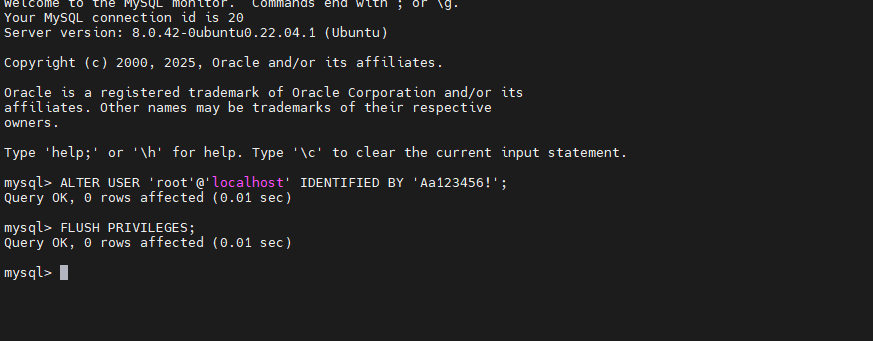 Welcome to the MySQL monitor.  Commands end with ; or \g.
Your MySQL connection id is 20
Server version: 8.0.42-0ubuntu0.22.04.1 (Ubuntu)
Copyright (c) 2000, 2025, Oracle and/or its affiliates.
Oracle is a registered trademark of Oracle Corporation and/or its
affiliates. Other names may be trademarks of their respective
owners.
Type 'help;' or '\h' for help. Type '\c' to clear the current input statement.
mysql> ALTER USER 'root'@'localhost' IDENTIFIED BY 'Aa123456!';
Query OK, 0 rows affected (0.01 sec)
mysql> FLUSH PRIVILEGES;
Query OK, 0 rows affected (0.01 sec)
mysql>